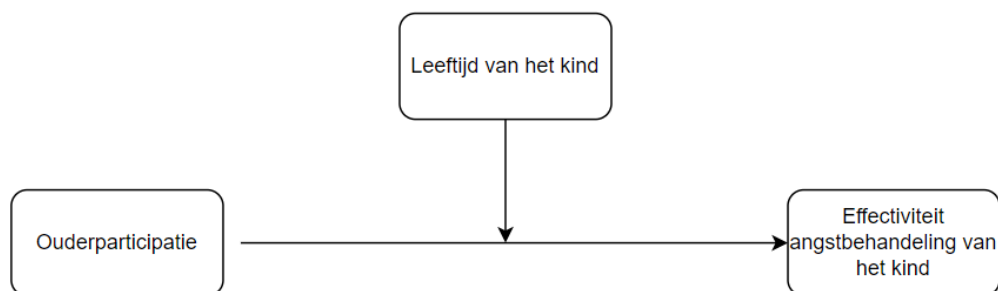 Leeftijd van het kind
Ouderparticipatie
Effectiviteit
angstbehandeling van
het kind